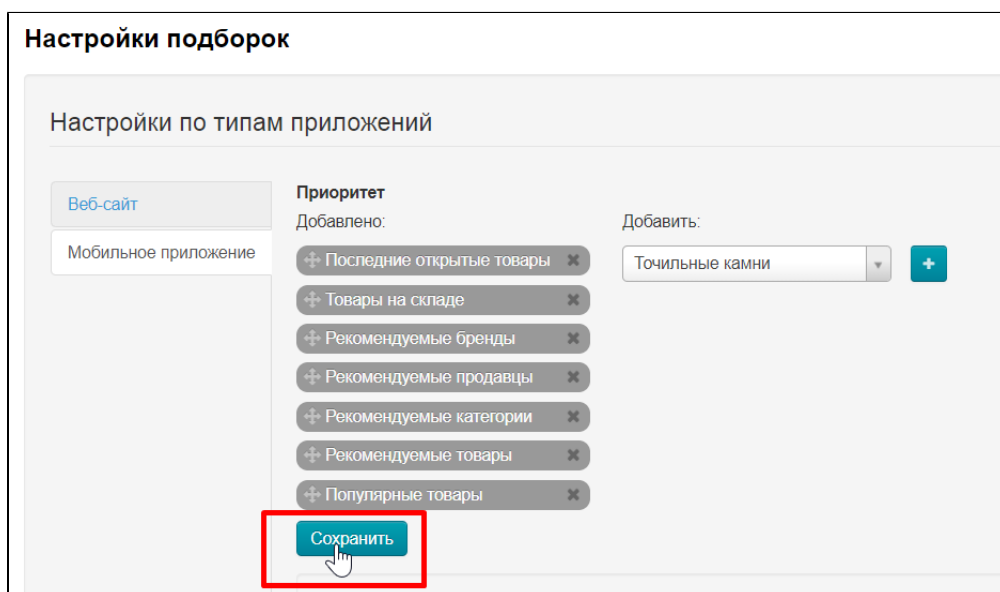 Настройки подборок
Настройки по типам приложений
Веб-сайт
Мобильное приложение
Приоритет
Добавлено:
Последние открытые товары
Товары на складе
Рекомендуемые бренды
Рекомендуемые продавцы
Рекомендуемые категории
Рекомендуемые товары
Популярные товары
Сохранить
Добавить:
Точильные камни